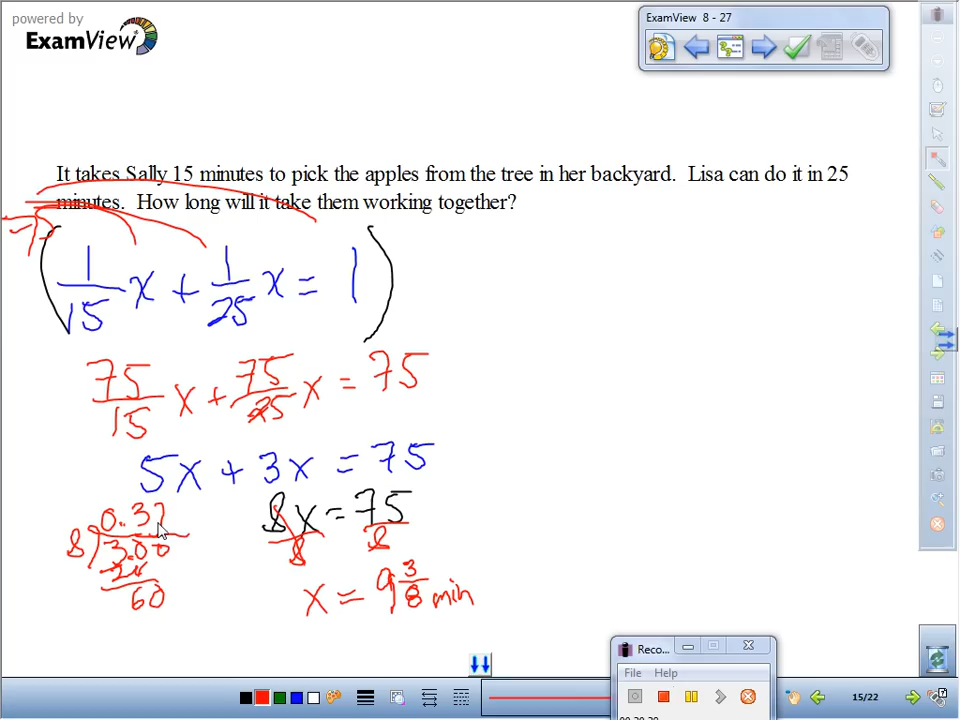 powered by
ExamView
ExamView 8 - 27
It takes Sally 15 minutes to pick the apples from the tree in her backyard. Lisa can do it in 25
minutes. How long will it take them working together?
(1/15 x + 1/25 x = 1)
75/15 x + 75/25 x = 75
5x + 3x = 75
8x = 75
8 8
x = 9 3/8 min
0.37
8 3.00
24
60
Reco...
File Help
15/22